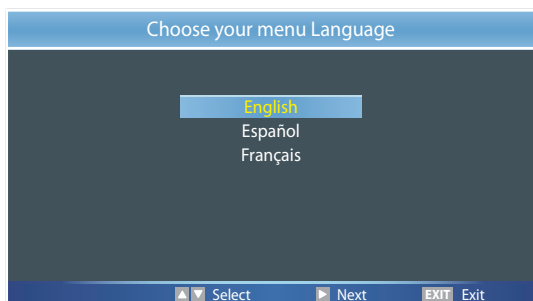 Choose your menu Language
English
Español
Français
Select Next EXIT Exit